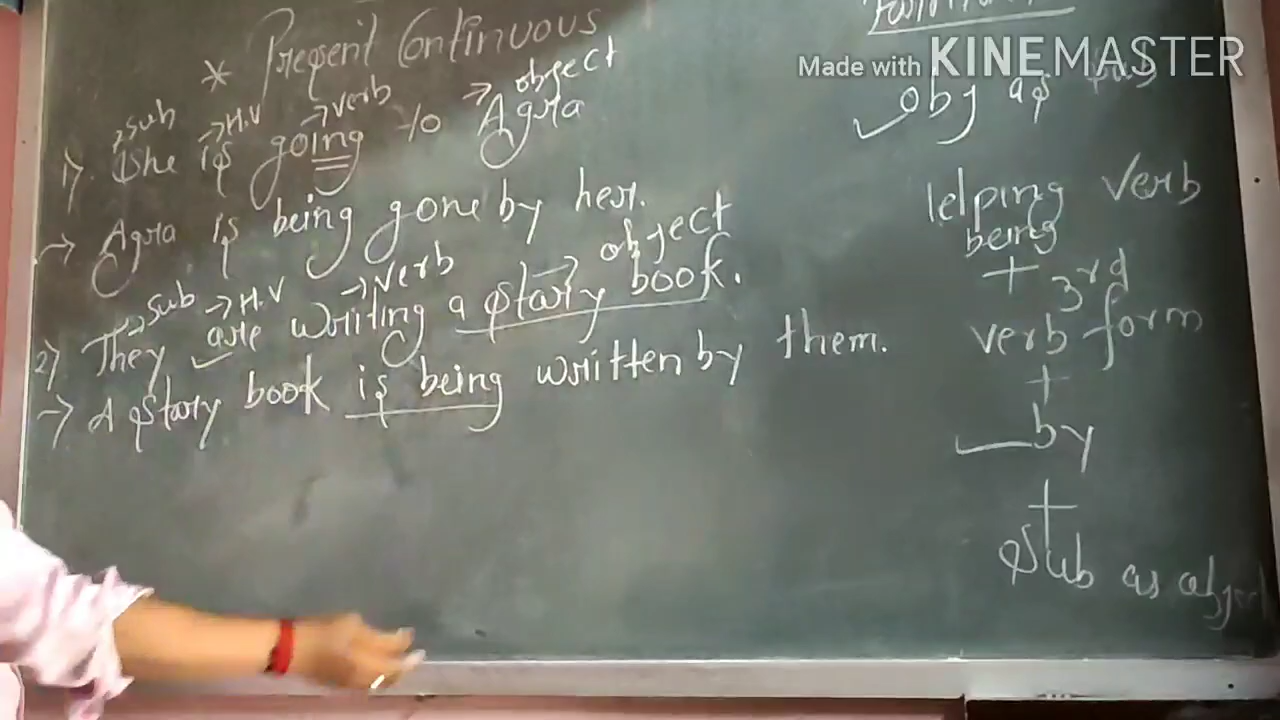 * Present Continuous
sub H.V verb object
1) She is going to Agra
→ Agra is being gone by her.
sub H.V verb object
2) They are writing a story book.
→ A story book is being written by them.
Made with KINEMASTER
obj as
helping verb
being
+ 3rd
verb form
+
by
+
Sub as object